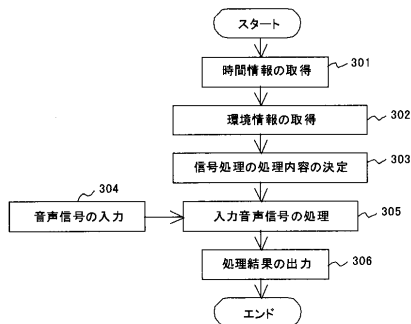 スタート
時間情報の取得
301
環境情報の取得
302
信号処理の処理内容の決定
303
304
音声信号の入力
入力音声信号の処理
305
処理結果の出力
306
エンド